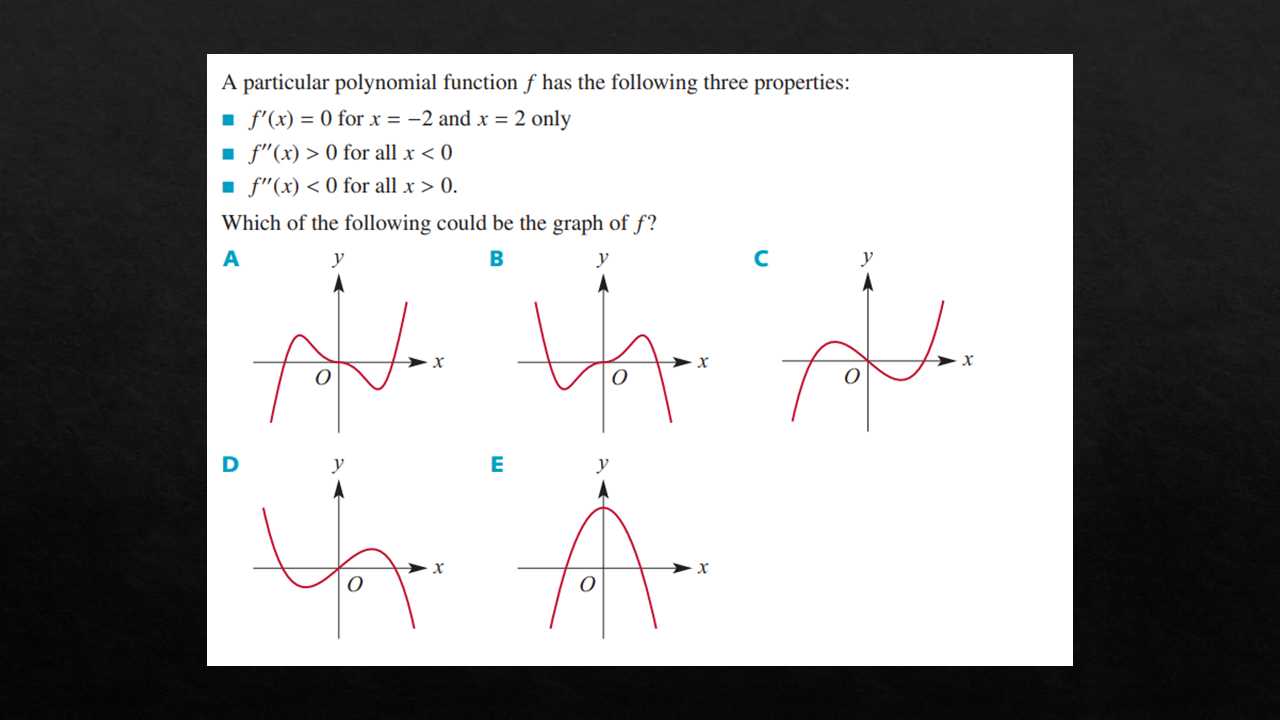 A particular polynomial function f has the following three properties:
■ f′(x) = 0 for x = −2 and x = 2 only
■ f″(x) > 0 for all x < 0
■ f″(x) < 0 for all x > 0.
Which of the following could be the graph of f?
A y B y C y
O x O x O x
D y E y
O x O x